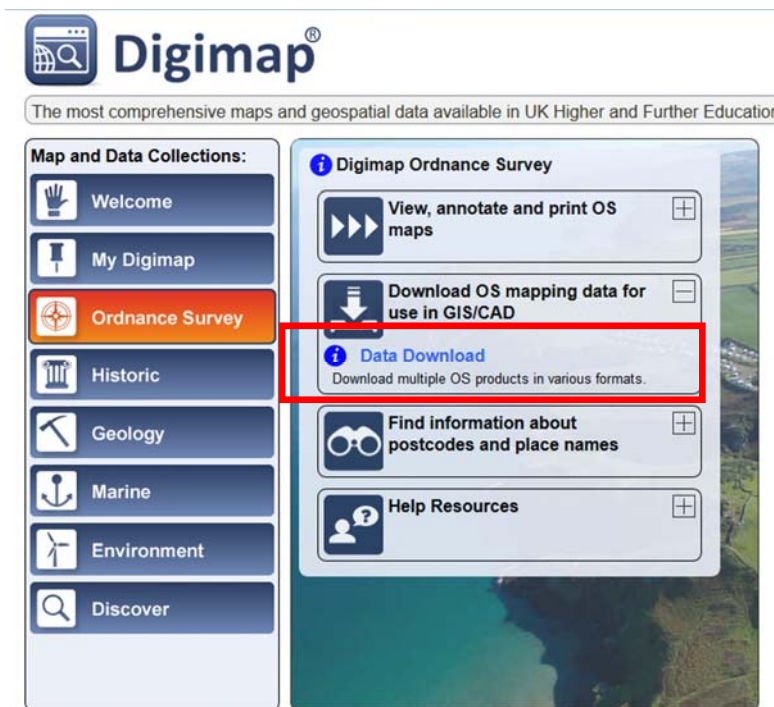 Digimap®
The most comprehensive maps and geospatial data available in UK Higher and Further Education
Map and Data Collections:
Welcome
My Digimap
Ordnance Survey
Historic
Geology
Marine
Environment
Discover
i Digimap Ordnance Survey
View, annotate and print OS
maps
Download OS mapping data for
use in GIS/CAD
i Data Download
Download multiple OS products in various formats.
Find information about
postcodes and place names
Help Resources